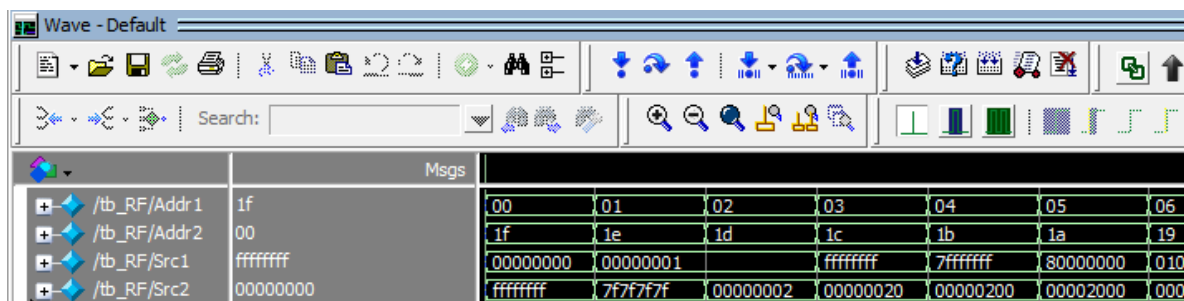 Wave - Default
Search:
Msgs
/tb_RF/Addr1 1f 00 01 02 03 04 05 06
/tb_RF/Addr2 00 1f 1e 1d 1c 1b 1a 19
/tb_RF/Src1 ffffffff 00000000 00000001 ffffffff 7fffffff 80000000 010
/tb_RF/Src2 00000000 ffffffff 7f7f7f7f 00000002 00000020 00000200 00002000 000